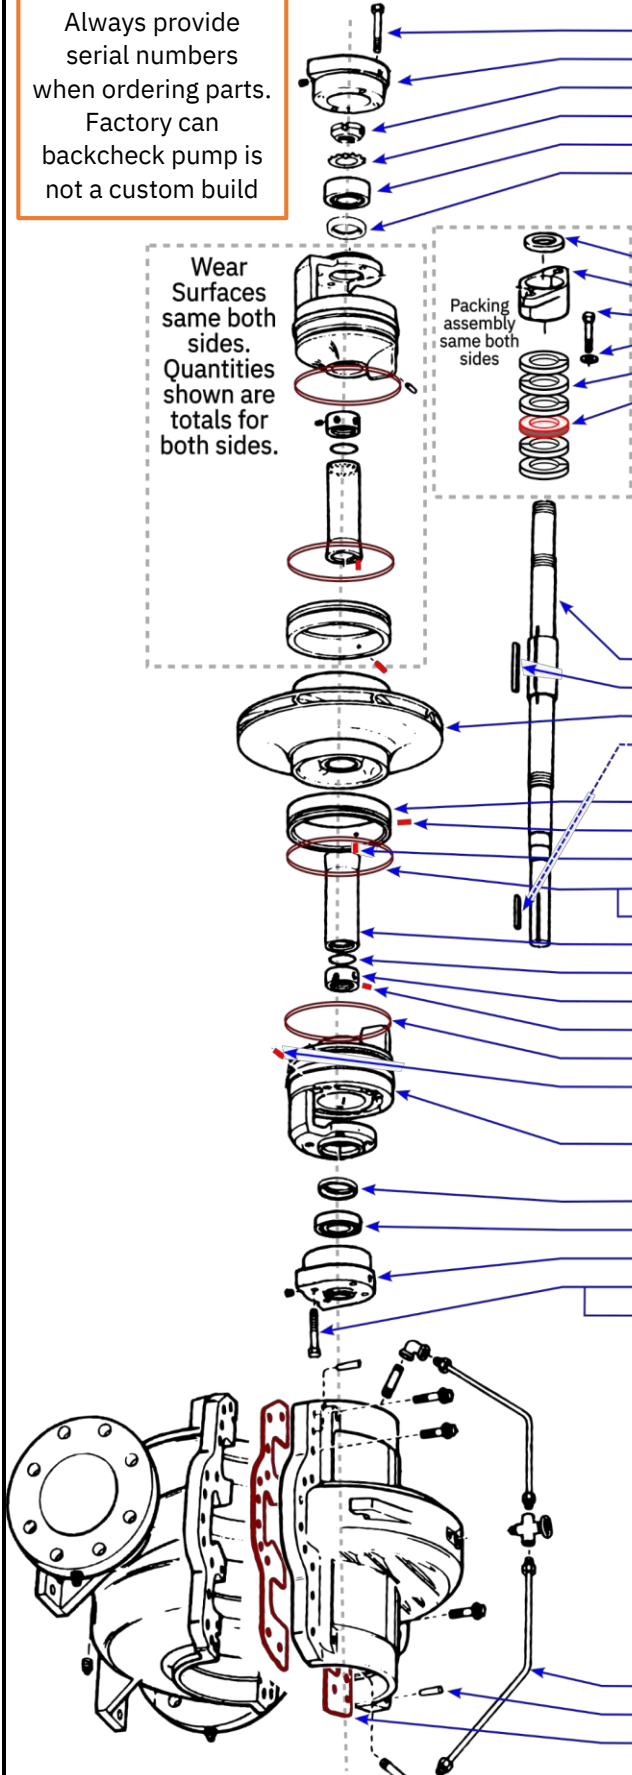 Always provide
serial numbers
when ordering parts.
Factory can
backcheck pump is
not a custom build
Wear
Surfaces
same both
sides.
Quantities
shown are
totals for
both sides.
Packing
assembly
same both
sides